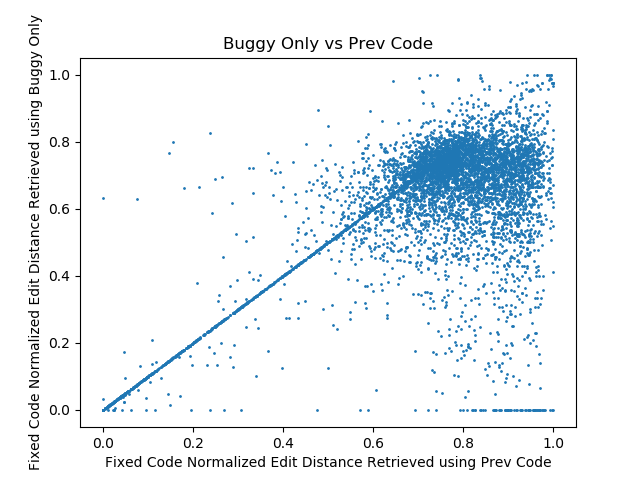 Buggy Only vs Prev Code
Fixed Code Normalized Edit Distance Retrieved using Buggy Only
1.0
0.8
0.6
0.4
0.2
0.0
0.0 0.2 0.4 0.6 0.8 1.0
Fixed Code Normalized Edit Distance Retrieved using Prev Code